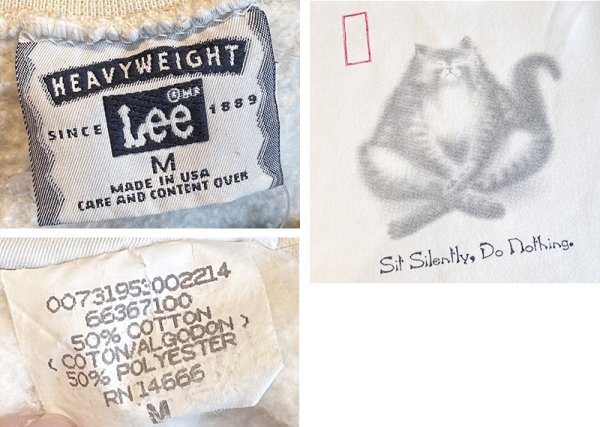 HEAVYWEIGHT
Lee ® MR
SINCE 1889
M
MADE IN USA
CARE AND CONTENT OVER
Sit Silently, Do Nothing.
00731953002214
66367100
50% COTTON
< COTON/ALGODON >
50% POLYESTER
RN 14666
M